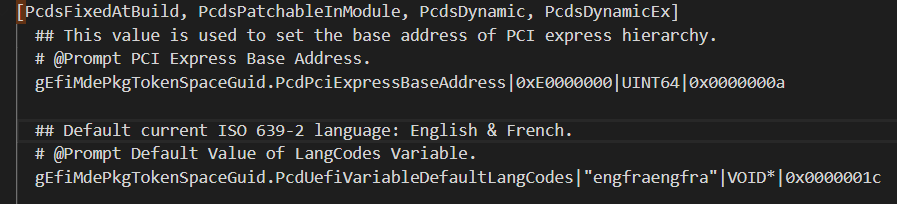 [PcdsFixedAtBuild, PcdsPatchableInModule, PcdsDynamic, PcdsDynamicEx]
## This value is used to set the base address of PCI express hierarchy.
# @Prompt PCI Express Base Address.
gEfiMdePkgTokenSpaceGuid.PcdPciExpressBaseAddress|0xE0000000|UINT64|0x0000000a
## Default current ISO 639-2 language: English & French.
# @Prompt Default Value of LangCodes Variable.
gEfiMdePkgTokenSpaceGuid.PcdUefiVariableDefaultLangCodes|"engfraengfra"|VOID*|0x0000001c